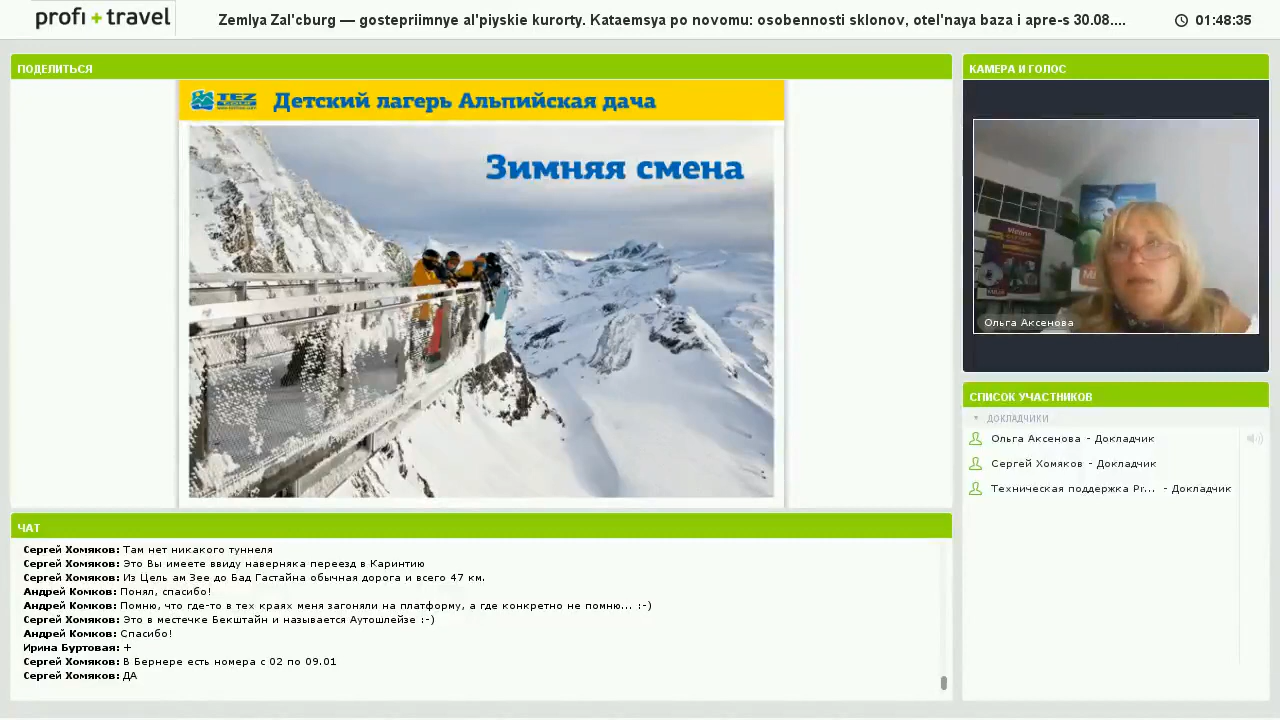 profi + travel
Zemlya Zal'cburg — gostepriimnye al'piyskie kurorty. Kataemsya po novomu: osobennosti sklonov, otel'naya baza i apre-s 30.08....
01:48:35
ПОДЕЛИТЬСЯ
TEZ TOUR
Детский лагерь Альпийская дача
Зимняя смена
КАМЕРА И ГОЛОС
Ольга Аксенова
СПИСОК УЧАСТНИКОВ
ДОКЛАДЧИКИ
Ольга Аксенова - Докладчик
Сергей Хомяков - Докладчик
Техническая поддержка Pr... - Докладчик
ЧАТ
Сергей Хомяков: Там нет никакого туннеля
Сергей Хомяков: Это Вы имеете ввиду наверняка переезд в Каринтию
Сергей Хомяков: Из Цель ам Зее до Бад Гастайна обычная дорога и всего 47 км.
Андрей Комков: Понял, спасибо!
Андрей Комков: Помню, что где-то в тех краях меня загоняли на платформу, а где конкретно не помню... :-)
Сергей Хомяков: Это в местечке Бекштайн и называется Аутошлейзе :-)
Андрей Комков: Спасибо!
Ирина Буртовая: +
Сергей Хомяков: В Бернере есть номера с 02 по 09.01
Сергей Хомяков: ДА